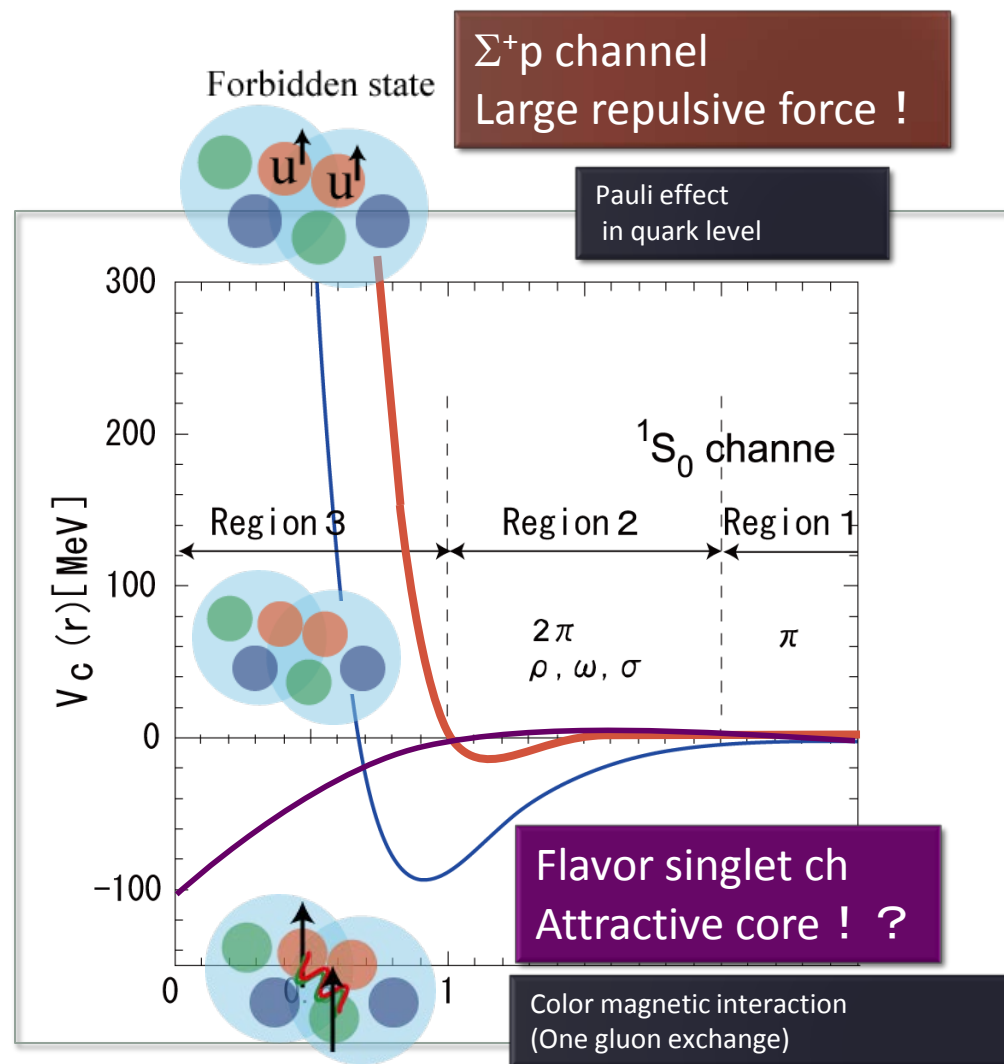 Σ⁺p channel
Large repulsive force！
Forbidden state
u u
Pauli effect
in quark level
300
200
100
0
-100
Vc (r)[MeV]
¹S₀ channe
Region 3
Region 2
Region 1
2π
ρ, ω, σ
π
Flavor singlet ch
Attractive core！？
0
1
Color magnetic interaction
(One gluon exchange)